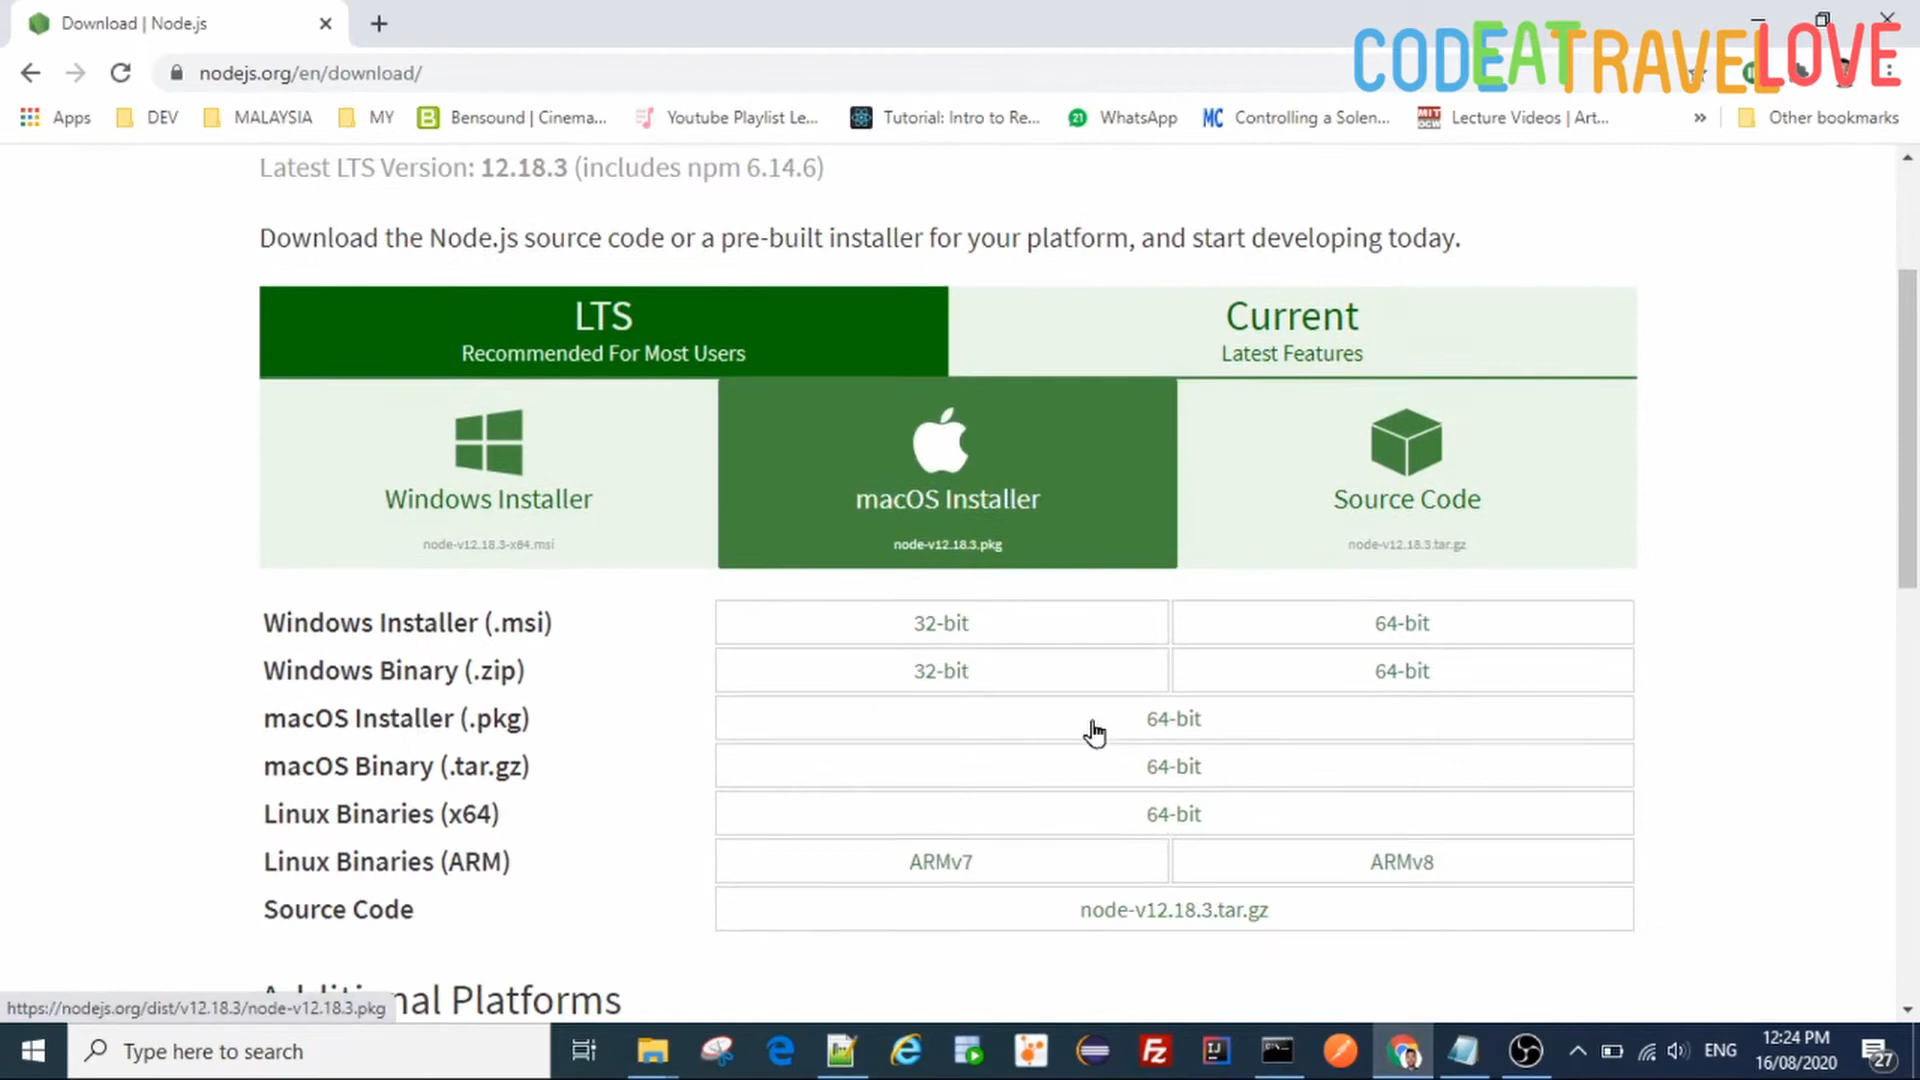 Download | Node.js
CODEATTRAVELOVE
nodejs.org/en/download/
Apps DEV MALAYSIA MY Bensound | Cinema... Youtube Playlist Le... Tutorial: Intro to Re... 21 WhatsApp MC Controlling a Solen... MIT OCW Lecture Videos | Art... » Other bookmarks
Latest LTS Version: 12.18.3 (includes npm 6.14.6)
Download the Node.js source code or a pre-built installer for your platform, and start developing today.
LTS Current
Recommended For Most Users Latest Features
Windows Installer macOS Installer Source Code
node-v12.18.3-x64.msi node-v12.18.3.pkg node-v12.18.3.tar.gz
Windows Installer (.msi) 32-bit 64-bit
Windows Binary (.zip) 32-bit 64-bit
macOS Installer (.pkg) 64-bit
macOS Binary (.tar.gz) 64-bit
Linux Binaries (x64) 64-bit
Linux Binaries (ARM) ARMv7 ARMv8
Source Code node-v12.18.3.tar.gz
Additional Platforms
https://nodejs.org/dist/v12.18.3/node-v12.18.3.pkg
Type here to search
ENG
12:24 PM
16/08/2020
27